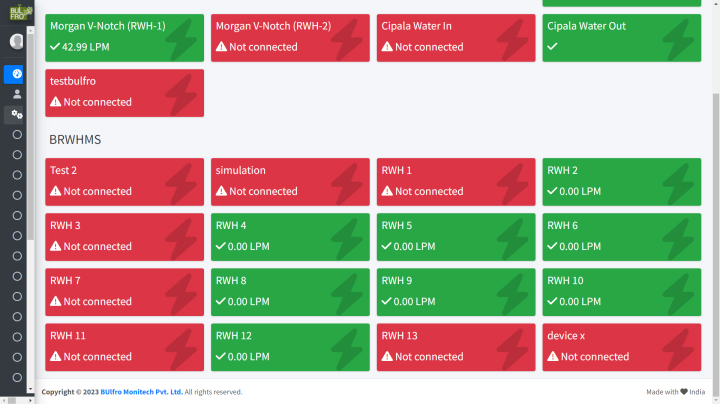 BULFRO
Morgan V-Notch (RWH-1)
42.99 LPM
Morgan V-Notch (RWH-2)
Not connected
Cipala Water In
Not connected
Cipala Water Out
testbulfro
Not connected
BRWHMS
Test 2
Not connected
simulation
Not connected
RWH 1
Not connected
RWH 2
0.00 LPM
RWH 3
Not connected
RWH 4
0.00 LPM
RWH 5
0.00 LPM
RWH 6
0.00 LPM
RWH 7
Not connected
RWH 8
0.00 LPM
RWH 9
0.00 LPM
RWH 10
0.00 LPM
RWH 11
Not connected
RWH 12
0.00 LPM
RWH 13
Not connected
device x
Not connected
Copyright © 2023 BUlfro Monitech Pvt. Ltd. All rights reserved.
Made with ♥ India